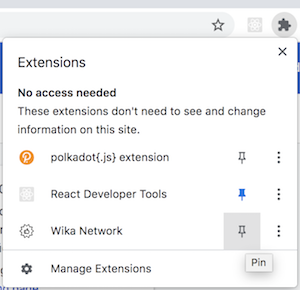 Extensions
No access needed
These extensions don't need to see and change
information on this site.
polkadot{.js} extension
React Developer Tools
Wika Network
Pin
Manage Extensions